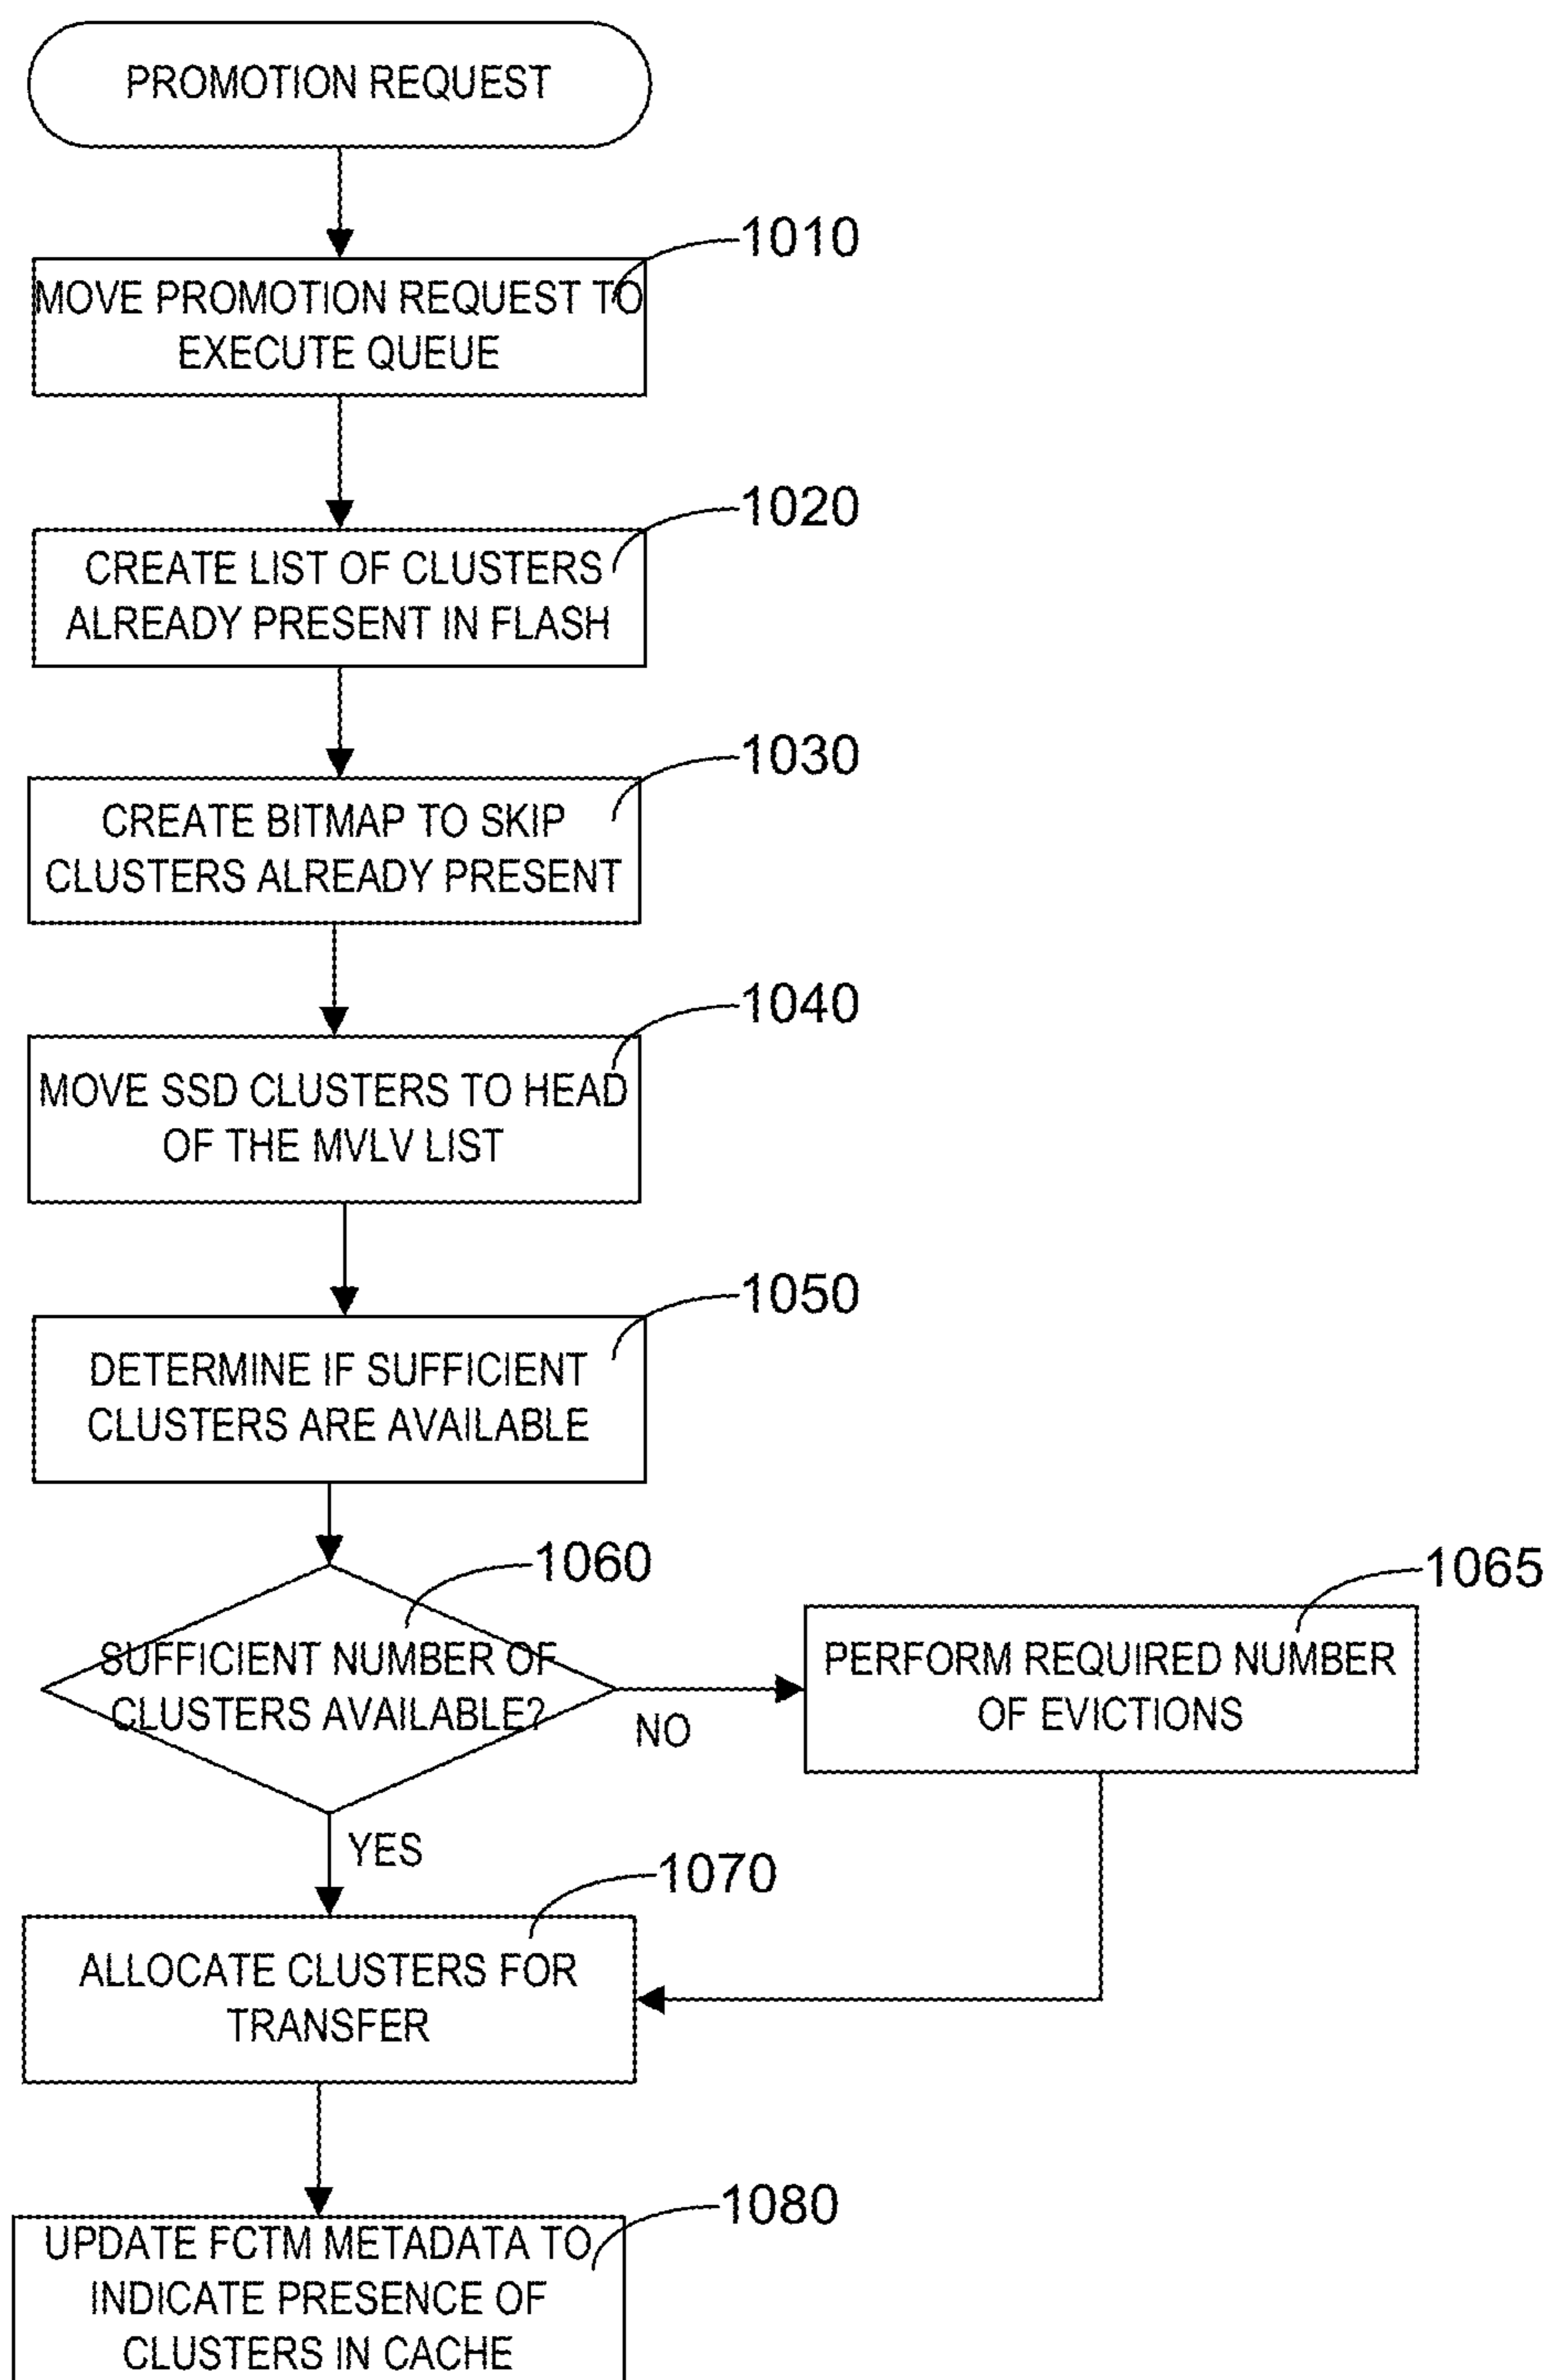 PROMOTION REQUEST
1010
MOVE PROMOTION REQUEST TO
EXECUTE QUEUE
1020
CREATE LIST OF CLUSTERS
ALREADY PRESENT IN FLASH
1030
CREATE BITMAP TO SKIP
CLUSTERS ALREADY PRESENT
1040
MOVE SSD CLUSTERS TO HEAD
OF THE MVLV LIST
1050
DETERMINE IF SUFFICIENT
CLUSTERS ARE AVAILABLE
1060
SUFFICIENT NUMBER OF
CLUSTERS AVAILABLE?
NO
1065
PERFORM REQUIRED NUMBER
OF EVICTIONS
YES
1070
ALLOCATE CLUSTERS FOR
TRANSFER
1080
UPDATE FCTM METADATA TO
INDICATE PRESENCE OF
CLUSTERS IN CACHE